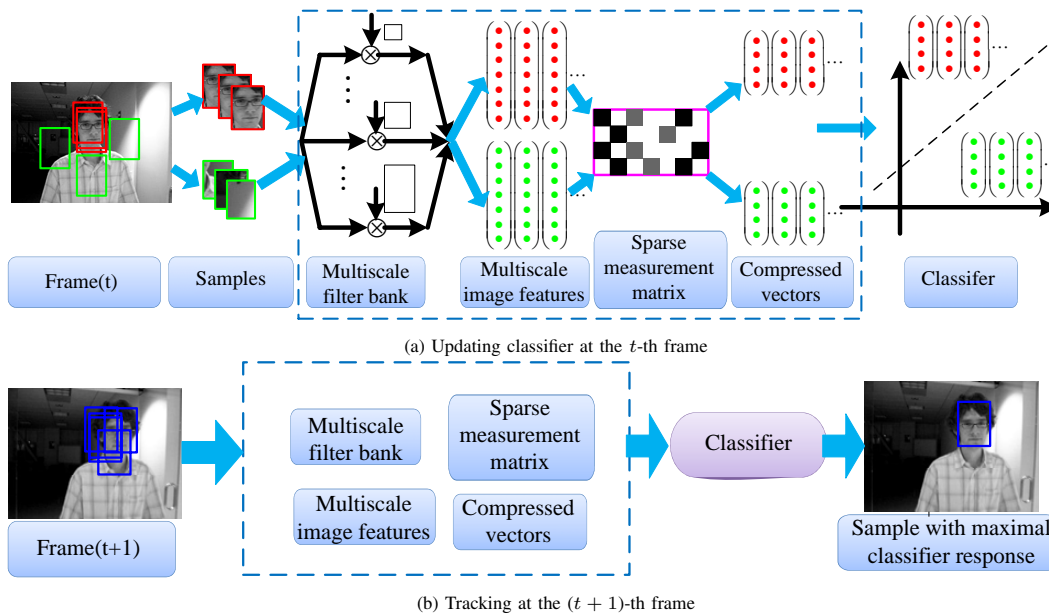 Frame(t)
Samples
Multiscale
filter bank
Multiscale
image features
Sparse
measurement
matrix
Compressed
vectors
Classifer
(a) Updating classifier at the t-th frame
Frame(t+1)
Multiscale
filter bank
Sparse
measurement
matrix
Multiscale
image features
Compressed
vectors
Classifier
Sample with maximal
classifier response
(b) Tracking at the (t + 1)-th frame